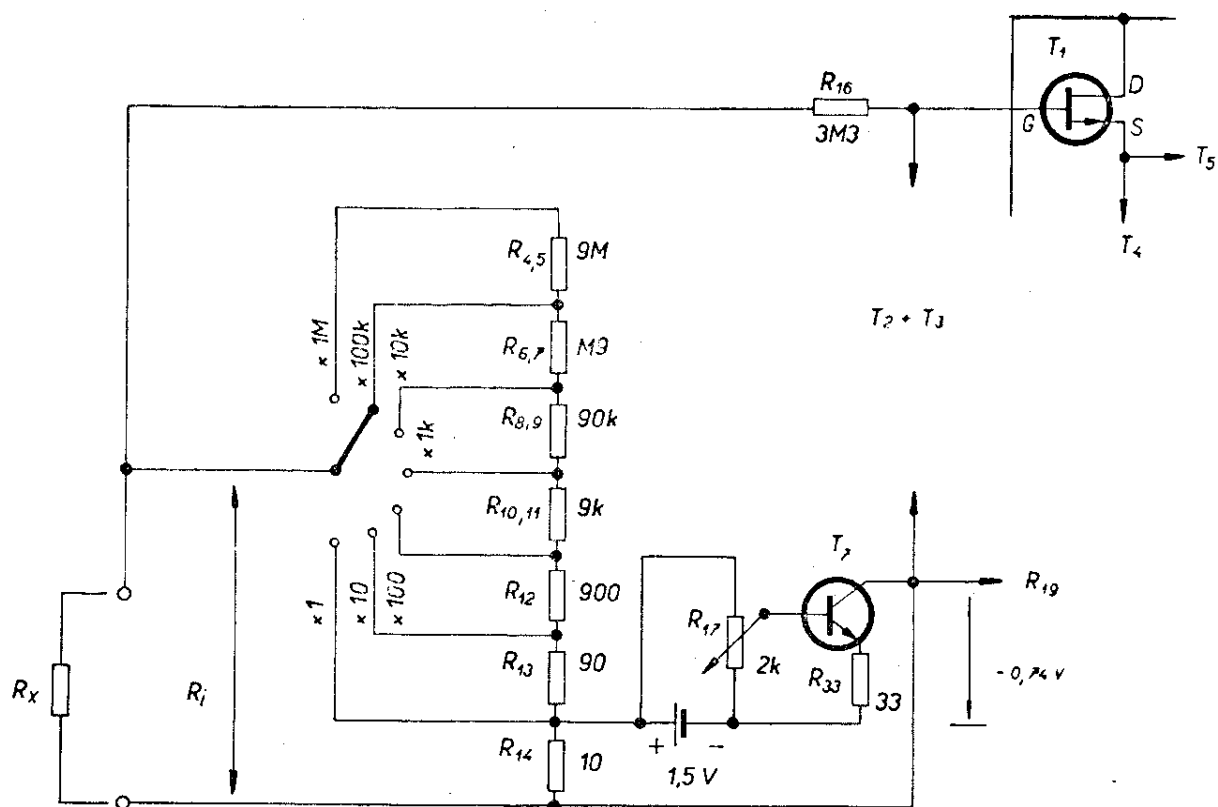 T1
D
R16
G
S
3M3
T5
T4
R4,5 9M
× 1M
× 100k
× 10k
T2 + T3
R6,7 M9
R8,9 90k
× 1k
R10,11 9k
T7
× 1
× 10
× 100
R12 900
R19
R17
2k
Rx
Ri
R13 90
R33
33
- 0,74 V
R14 10
+ -
1,5 V